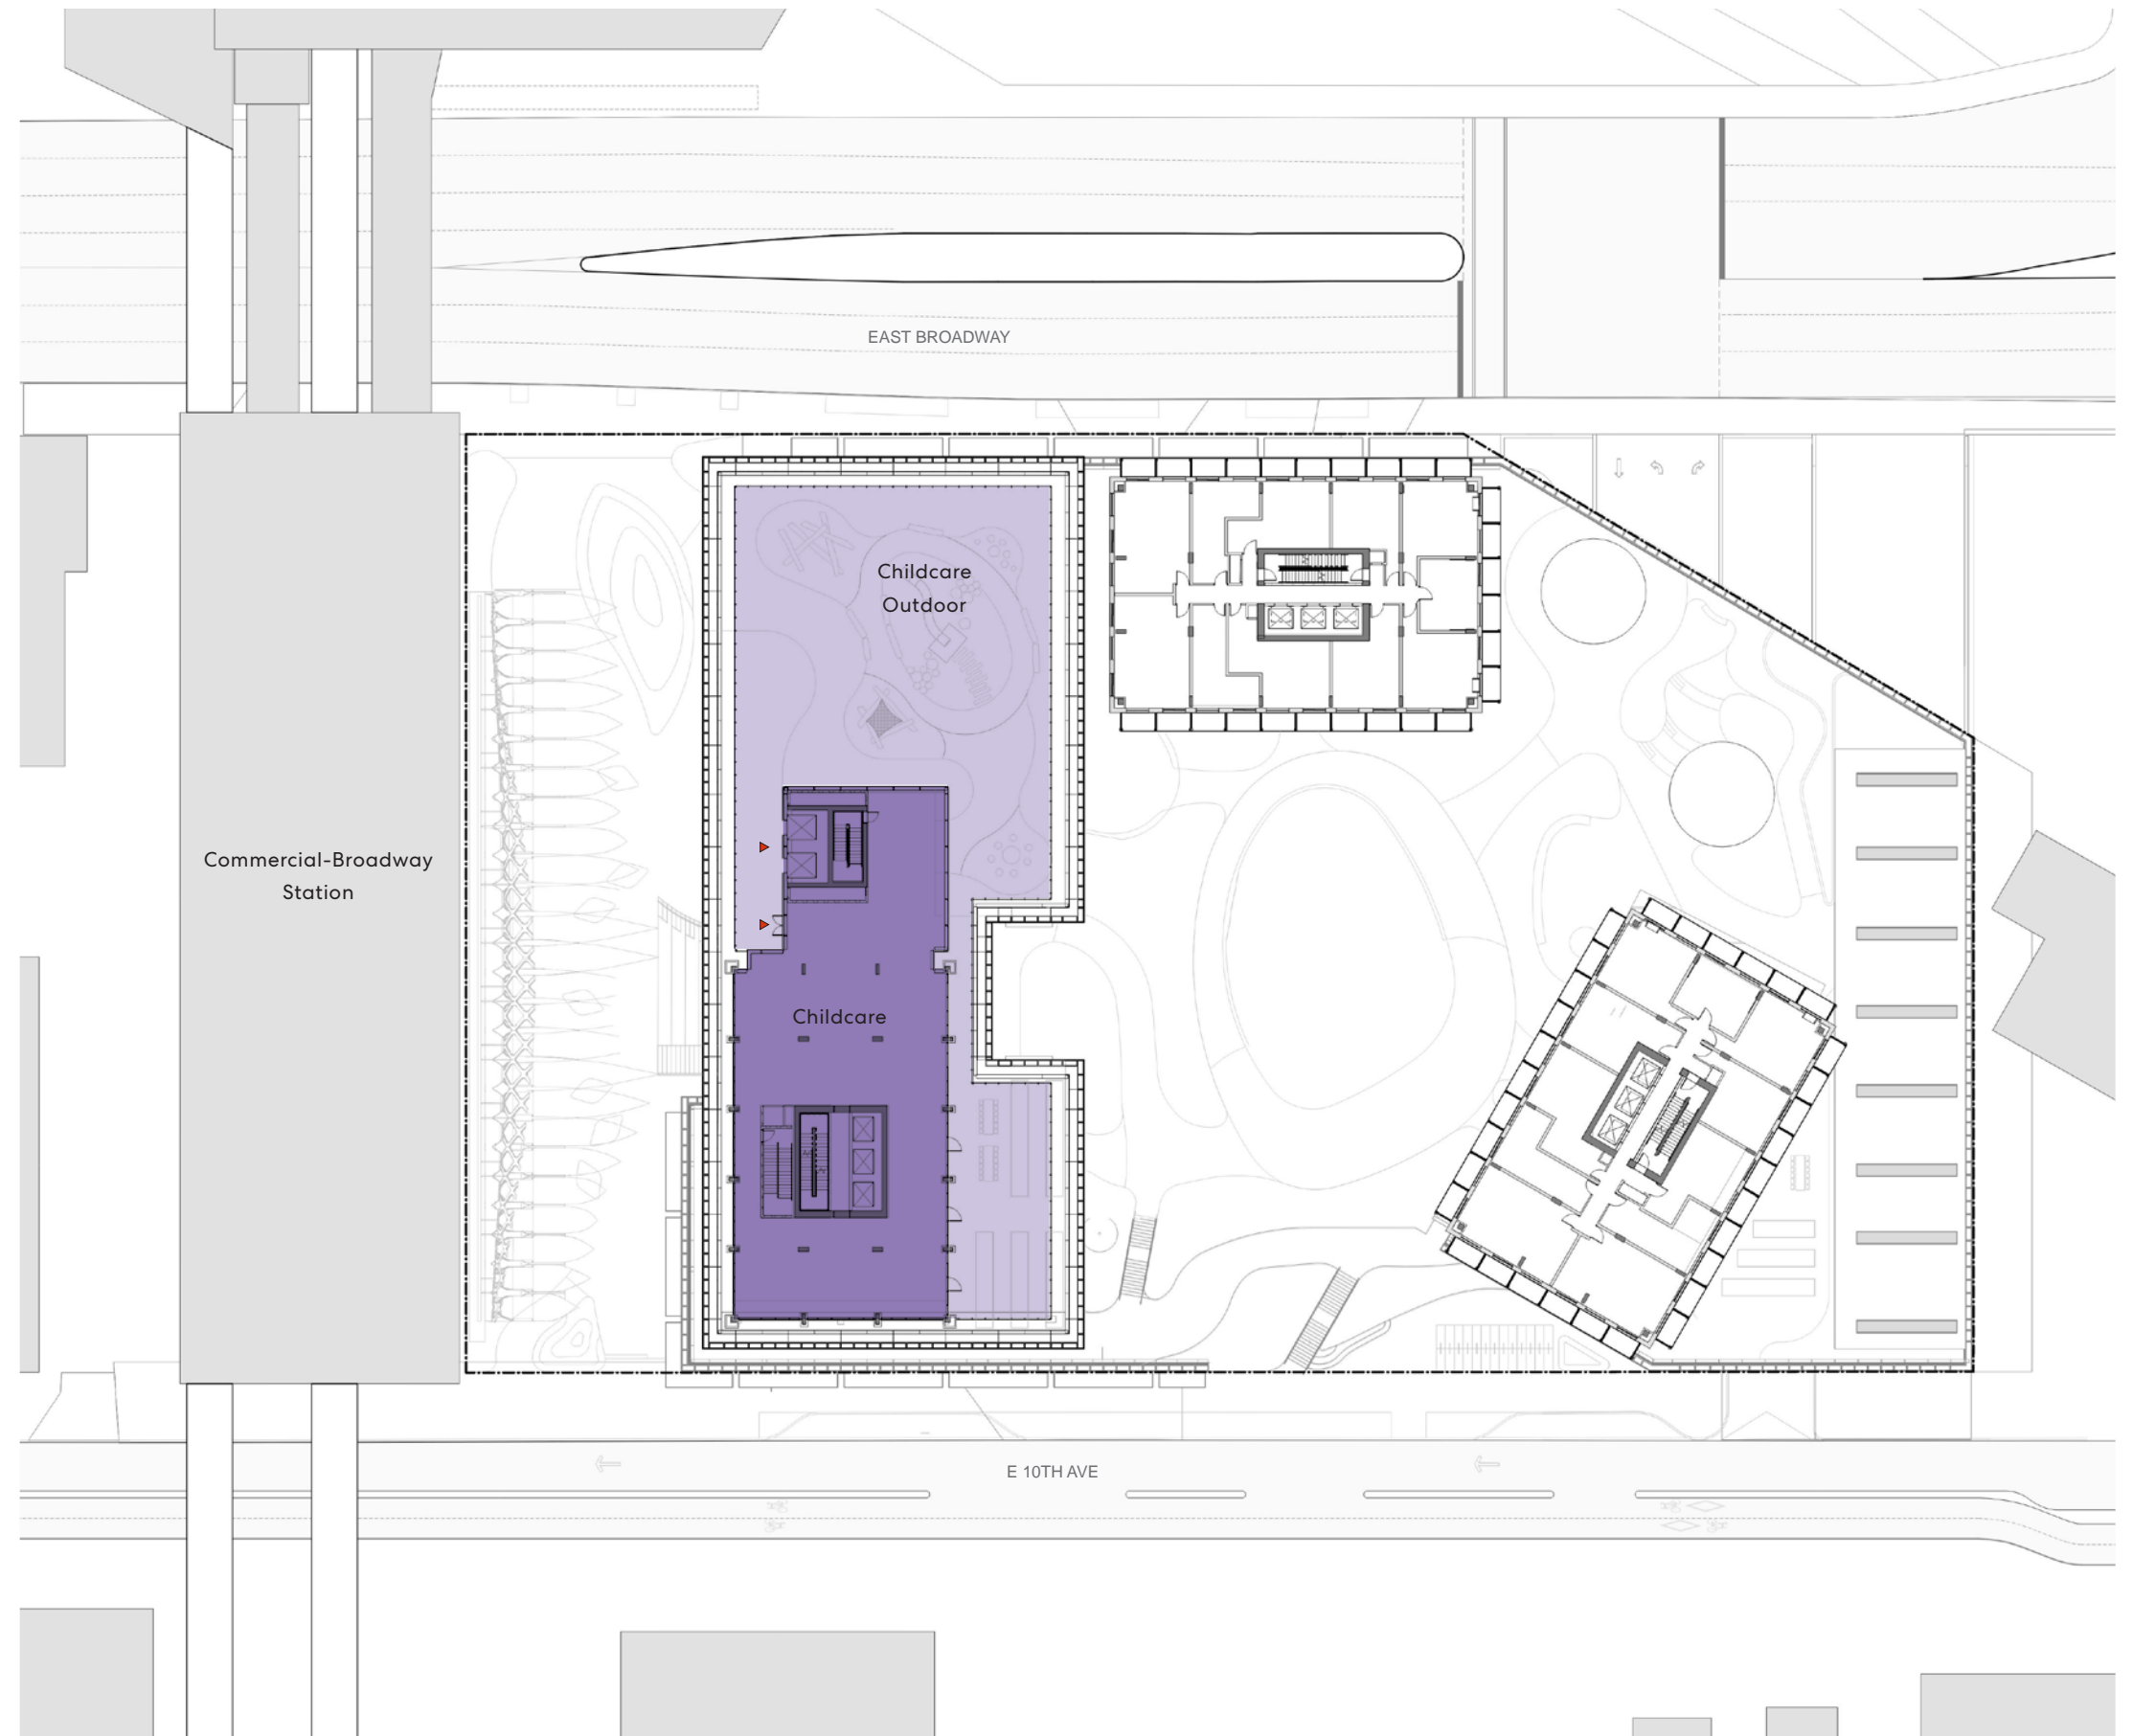 EAST BROADWAY
Childcare
Outdoor
Commercial-Broadway
Station
Childcare
E 10TH AVE